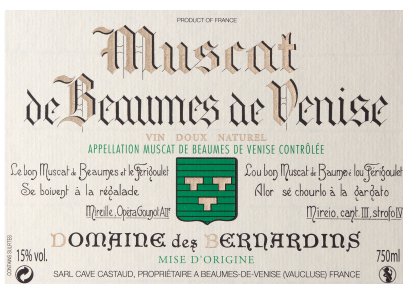 PRODUCT OF FRANCE
Muscat
de Beaumes de Venise
VIN DOUX NATUREL
APPELLATION MUSCAT DE BEAUMES DE VENISE CONTRÔLÉE
Le bon Muscat de Beaumes et le Férigoulet
Se boivent à la régalade
Mireille, Opéra Gounod A II
Lou bon Muscat de Baume e lou Ferigoulet
Alor sé chourlo à la gargato
Mireio, cant. III, strofo IV
DOMAINE des BERNARDINS
MISE D'ORIGINE
CONTAINS SULFITES
15% vol.
750ml
SARL CAVE CASTAUD, PROPRIÉTAIRE A BEAUMES-DE-VENISE (VAUCLUSE) FRANCE